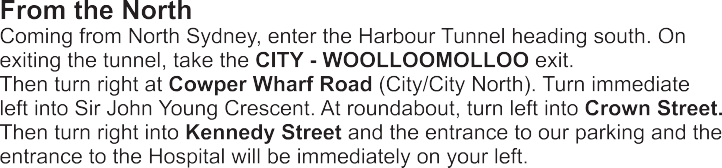 From the North
Coming from North Sydney, enter the Harbour Tunnel heading south. On
exiting the tunnel, take the CITY - WOOLLOOMOLLOO exit.
Then turn right at Cowper Wharf Road (City/City North). Turn immediate
left into Sir John Young Crescent. At roundabout, turn left into Crown Street.
Then turn right into Kennedy Street and the entrance to our parking and the
entrance to the Hospital will be immediately on your left.